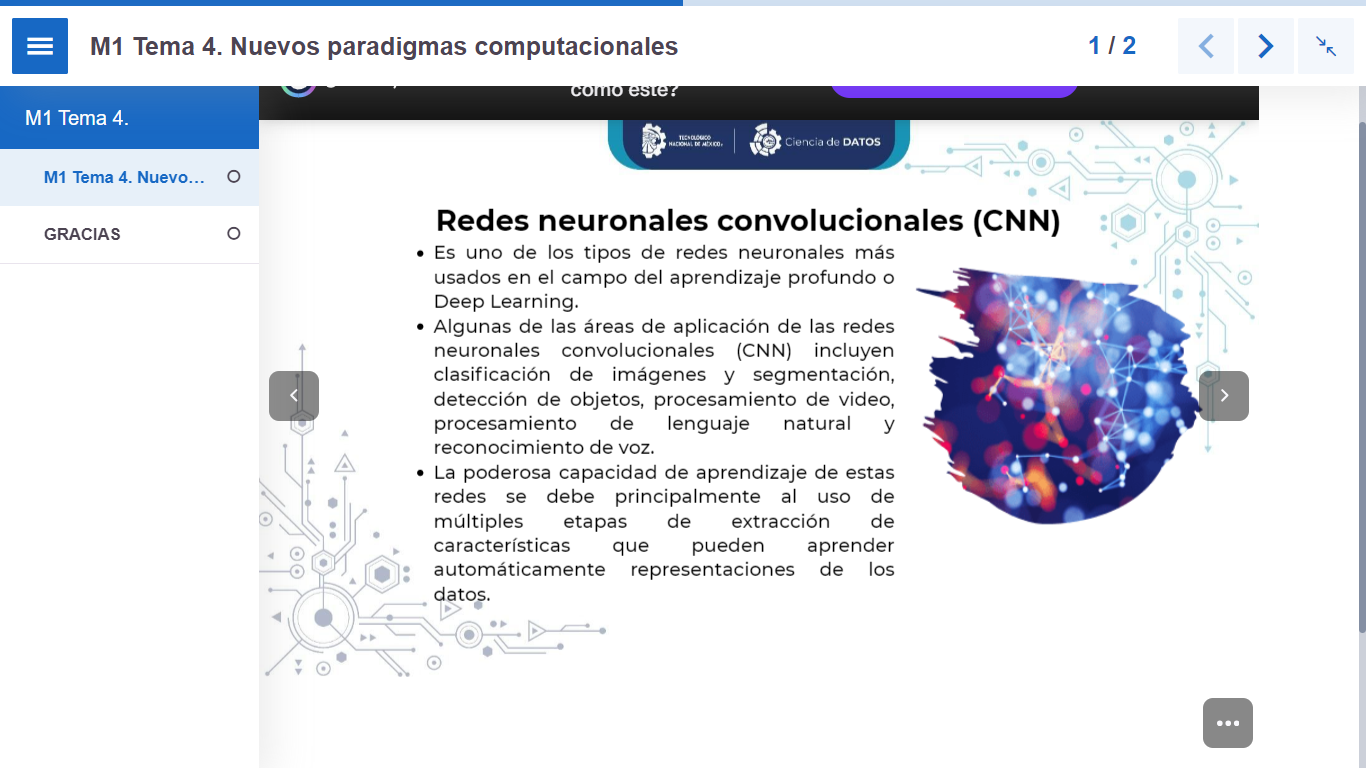 M1 Tema 4. Nuevos paradigmas computacionales
1 / 2
M1 Tema 4.
M1 Tema 4. Nuevo...
GRACIAS
como este?
TECNOLÓGICO
NACIONAL DE MÉXICO
Ciencia de DATOS
Redes neuronales convolucionales (CNN)
• Es uno de los tipos de redes neuronales más
usados en el campo del aprendizaje profundo o
Deep Learning.
• Algunas de las áreas de aplicación de las redes
neuronales convolucionales (CNN) incluyen
clasificación de imágenes y segmentación,
detección de objetos, procesamiento de video,
procesamiento de lenguaje natural y
reconocimiento de voz.
• La poderosa capacidad de aprendizaje de estas
redes se debe principalmente al uso de
múltiples etapas de extracción de
características que pueden aprender
automáticamente representaciones de los
datos.